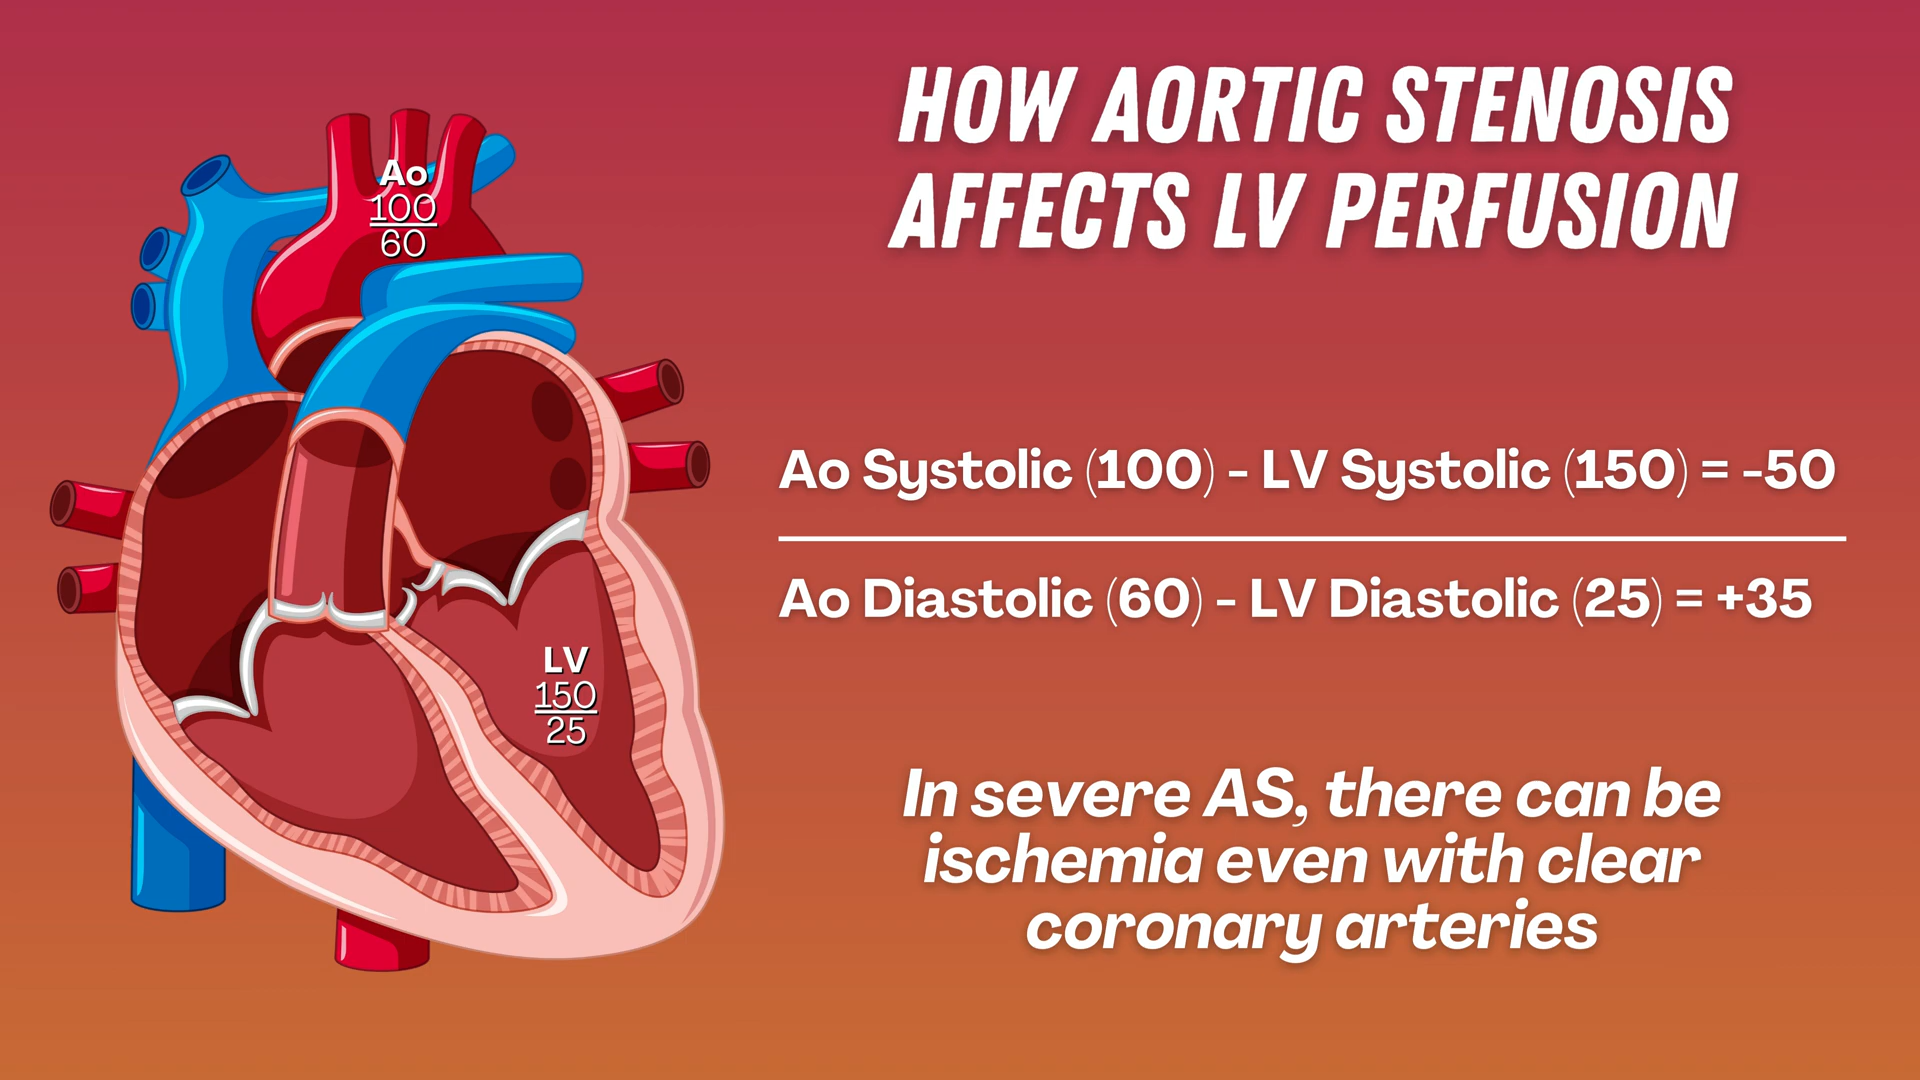 HOW AORTIC STENOSIS
AFFECTS LV PERFUSION
Ao
100
60
Ao Systolic (100) - LV Systolic (150) = -50
Ao Diastolic (60) - LV Diastolic (25) = +35
LV
150
25
In severe AS, there can be
ischemia even with clear
coronary arteries